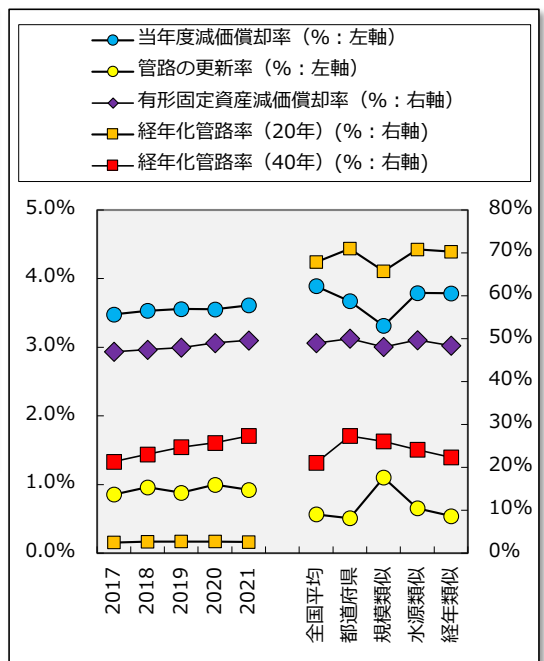 当年度減価償却率（%：左軸）
管路の更新率（%：左軸）
有形固定資産減価償却率（%：右軸）
経年化管路率（20年）(%：右軸)
経年化管路率（40年）(%：右軸)
5.0%
4.0%
3.0%
2.0%
1.0%
0.0%
80%
70%
60%
50%
40%
30%
20%
10%
0%
2017
2018
2019
2020
2021
全国平均
都道府県
規模類似
水源類似
経年類似